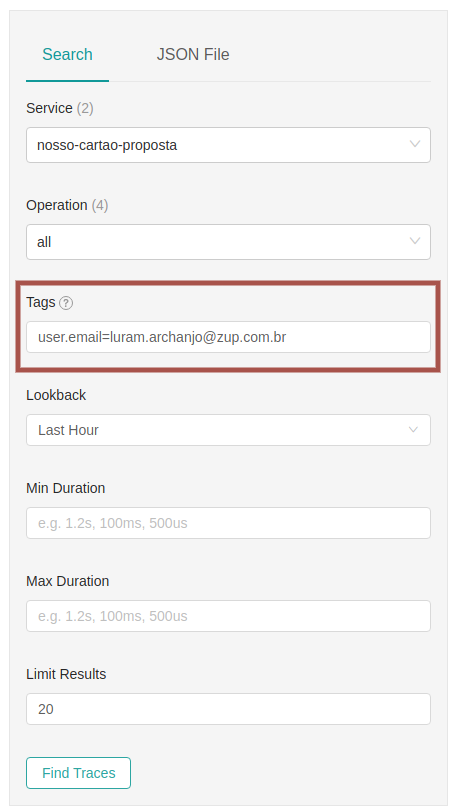 Search JSON File
Service (2)
nosso-cartao-proposta
Operation (4)
all
Tags ?
user.email=luram.archanjo@zup.com.br
Lookback
Last Hour
Min Duration
e.g. 1.2s, 100ms, 500us
Max Duration
e.g. 1.2s, 100ms, 500us
Limit Results
20
Find Traces